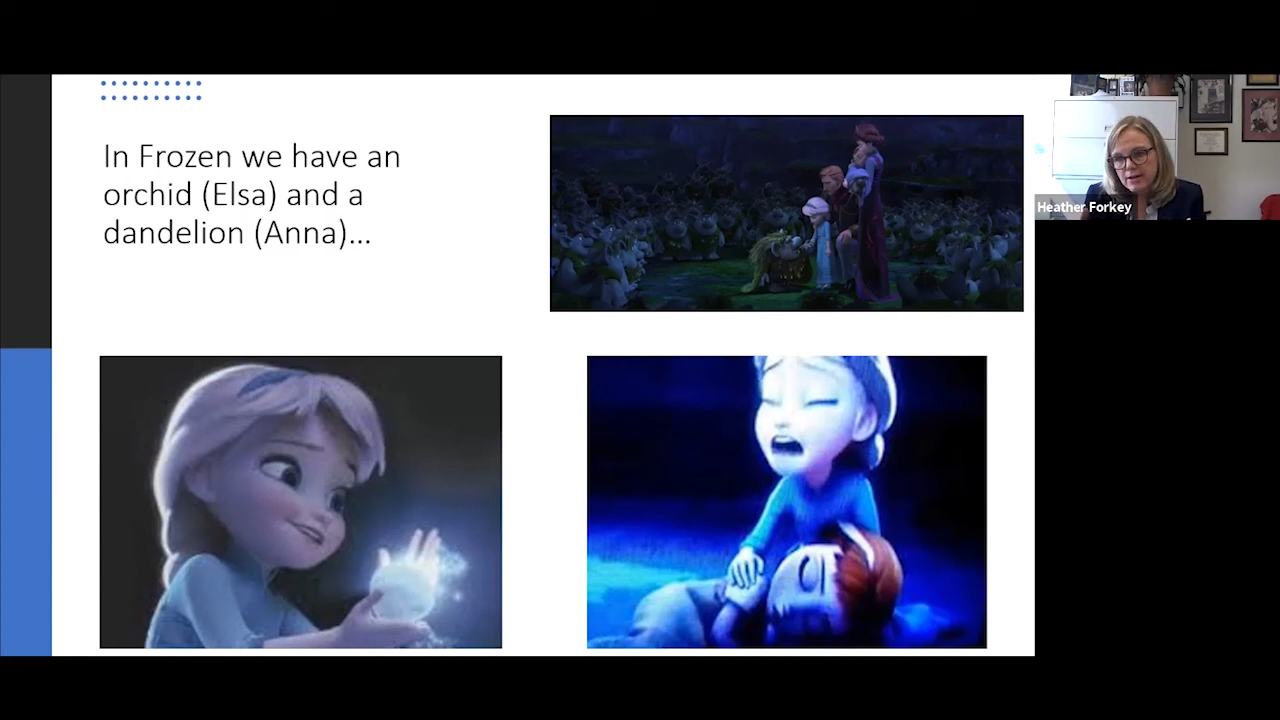 In Frozen we have an
orchid (Elsa) and a
dandelion (Anna)...
Heather Forkey